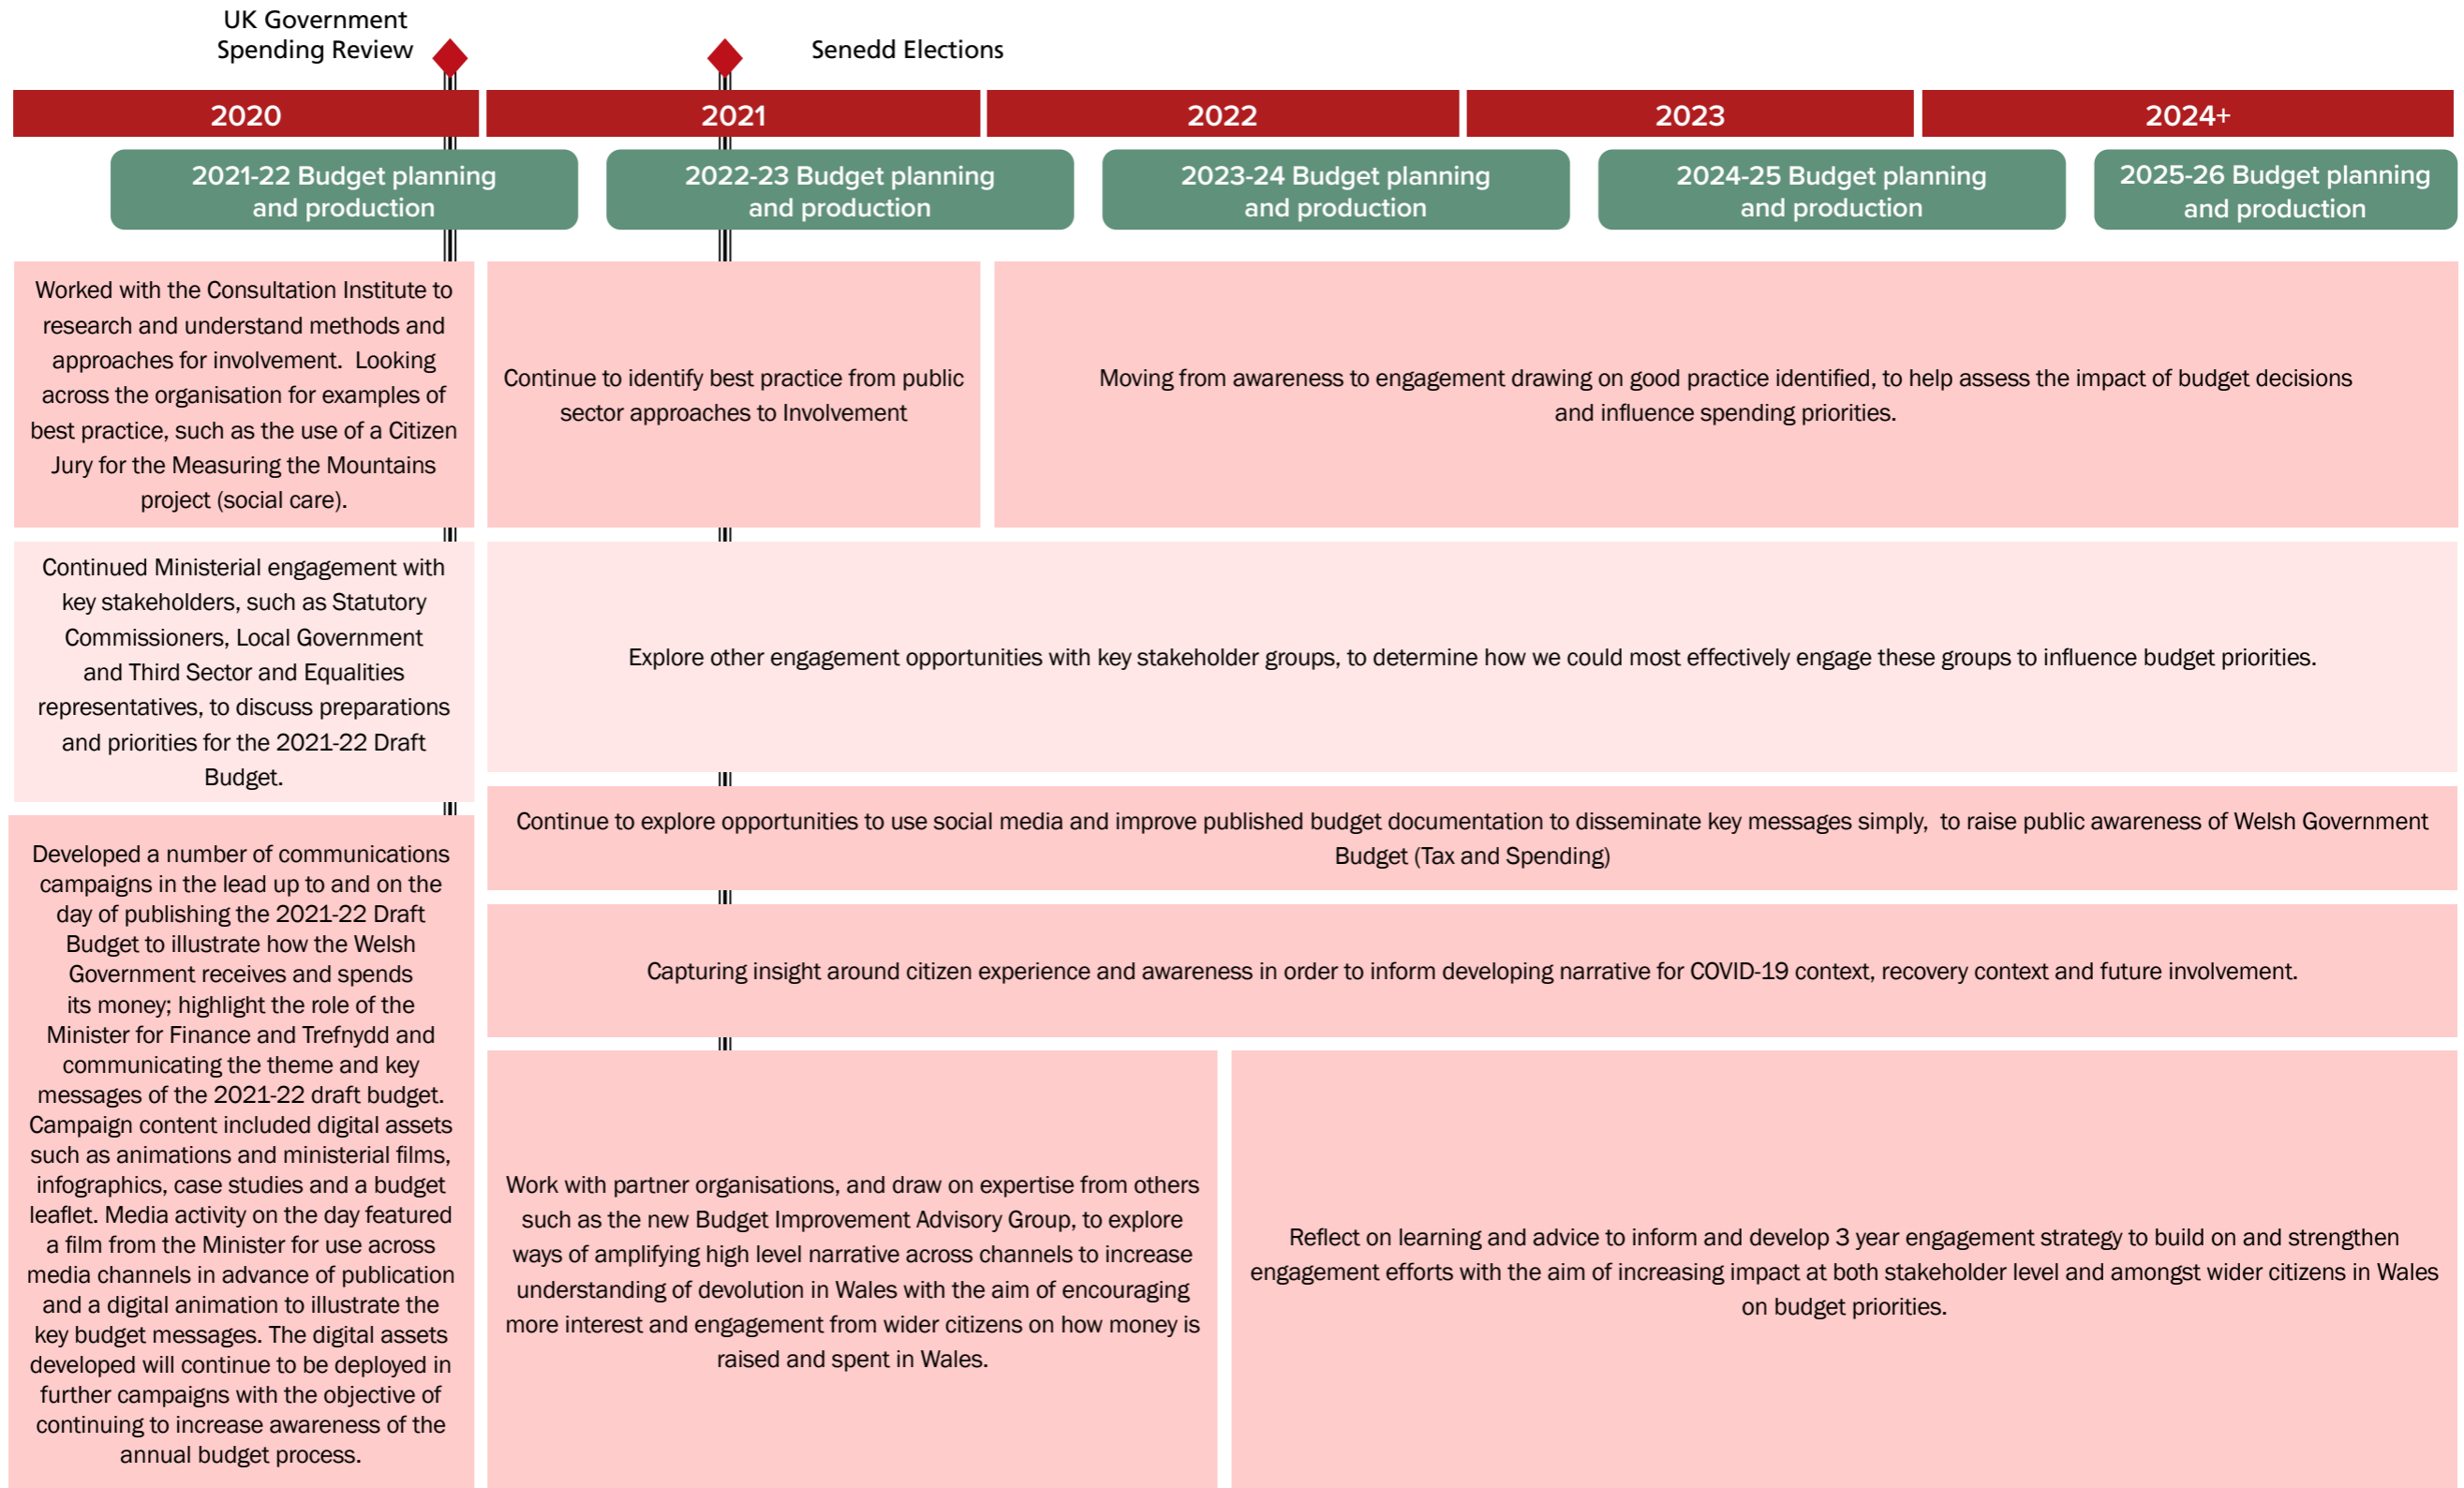 UK Government
Spending Review
Senedd Elections
2020
2021
2022
2023
2024+
2021-22 Budget planning
and production
2022-23 Budget planning
and production
2023-24 Budget planning
and production
2024-25 Budget planning
and production
2025-26 Budget planning
and production
Worked with the Consultation Institute to
research and understand methods and
approaches for involvement.  Looking
across the organisation for examples of
best practice, such as the use of a Citizen
Jury for the Measuring the Mountains
project (social care).
Continue to identify best practice from public
sector approaches to Involvement
Moving from awareness to engagement drawing on good practice identified, to help assess the impact of budget decisions
and influence spending priorities.
Continued Ministerial engagement with
key stakeholders, such as Statutory
Commissioners, Local Government
and Third Sector and Equalities
representatives, to discuss preparations
and priorities for the 2021-22 Draft
Budget.
Explore other engagement opportunities with key stakeholder groups, to determine how we could most effectively engage these groups to influence budget priorities.
Continue to explore opportunities to use social media and improve published budget documentation to disseminate key messages simply,  to raise public awareness of Welsh Government
Budget (Tax and Spending)
Developed a number of communications
campaigns in the lead up to and on the
day of publishing the 2021-22 Draft
Budget to illustrate how the Welsh
Government receives and spends
its money; highlight the role of the
Minister for Finance and Trefnydd and
communicating the theme and key
messages of the 2021-22 draft budget.
Campaign content included digital assets
such as animations and ministerial films,
infographics, case studies and a budget
leaflet. Media activity on the day featured
a film from the Minister for use across
media channels in advance of publication
and a digital animation to illustrate the
key budget messages. The digital assets
developed will continue to be deployed in
further campaigns with the objective of
continuing to increase awareness of the
annual budget process.
Capturing insight around citizen experience and awareness in order to inform developing narrative for COVID-19 context, recovery context and future involvement.
Work with partner organisations, and draw on expertise from others
such as the new Budget Improvement Advisory Group, to explore
ways of amplifying high level narrative across channels to increase
understanding of devolution in Wales with the aim of encouraging
more interest and engagement from wider citizens on how money is
raised and spent in Wales.
Reflect on learning and advice to inform and develop 3 year engagement strategy to build on and strengthen
engagement efforts with the aim of increasing impact at both stakeholder level and amongst wider citizens in Wales
on budget priorities.